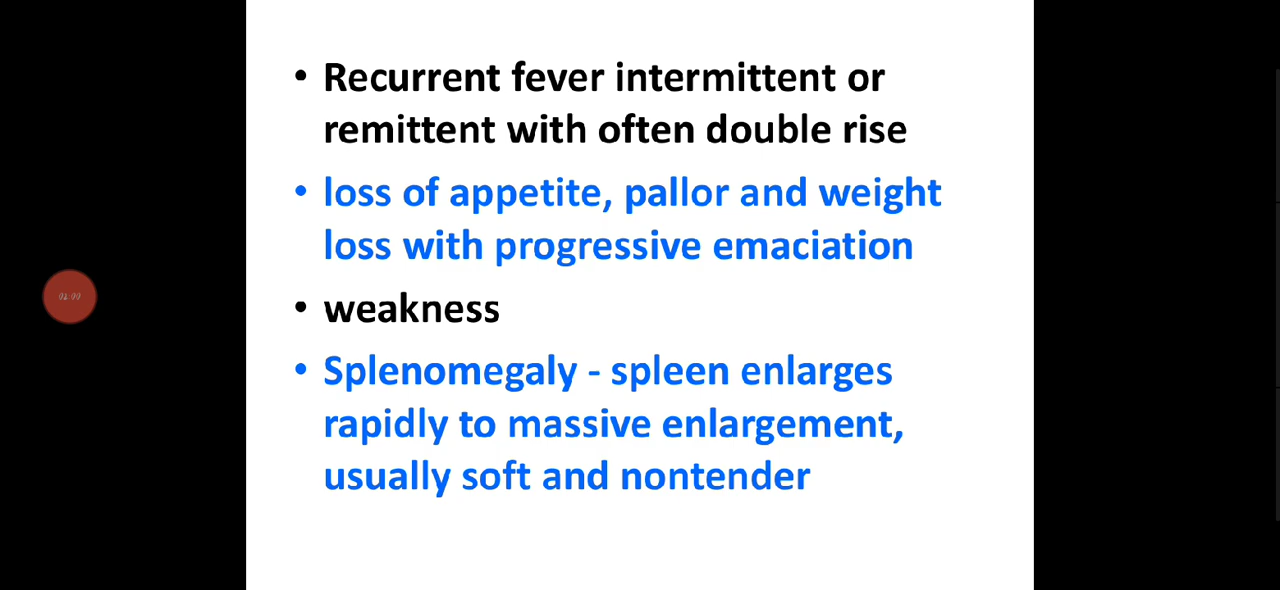 • Recurrent fever intermittent or
remittent with often double rise
• loss of appetite, pallor and weight
loss with progressive emaciation
• weakness
• Splenomegaly - spleen enlarges
rapidly to massive enlargement,
usually soft and nontender